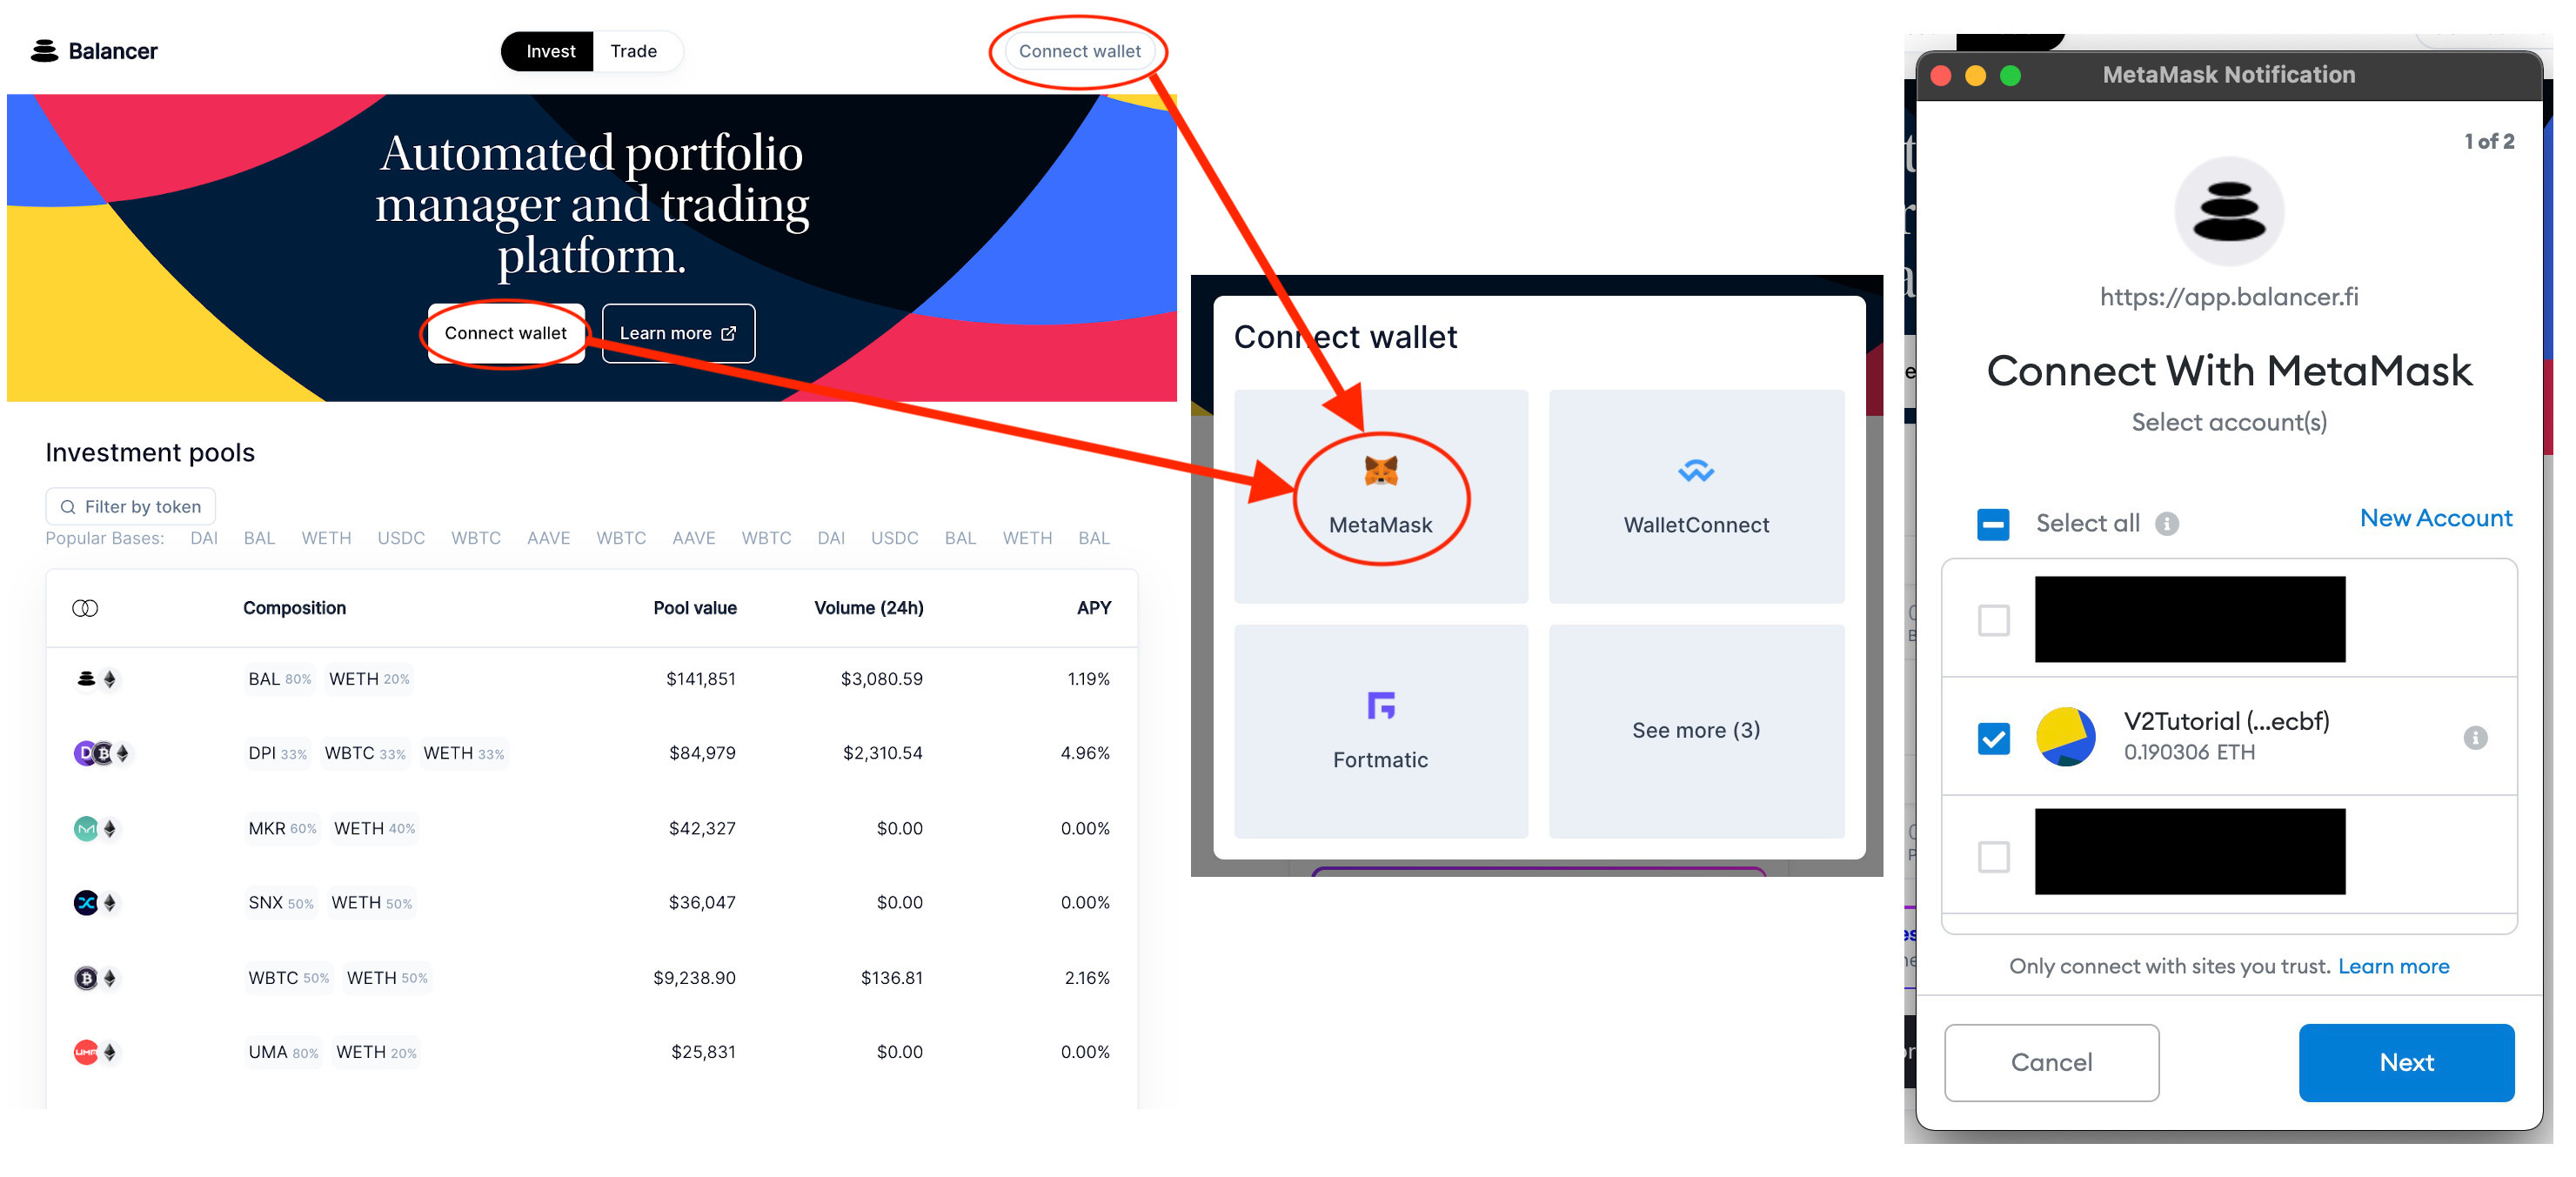 Balancer
Invest Trade
Connect wallet
Automated portfolio
manager and trading
platform.
Connect wallet
Learn more
Investment pools
Filter by token
Popular Bases: DAI BAL WETH USDC WBTC AAVE WBTC AAVE WBTC DAI USDC BAL WETH BAL
Composition Pool value Volume (24h) APY
BAL 80% WETH 20% $141,851 $3,080.59 1.19%
DPI 33% WBTC 33% WETH 33% $84,979 $2,310.54 4.96%
MKR 60% WETH 40% $42,327 $0.00 0.00%
SNX 50% WETH 50% $36,047 $0.00 0.00%
WBTC 50% WETH 50% $9,238.90 $136.81 2.16%
UMA 80% WETH 20% $25,831 $0.00 0.00%
Connect wallet
MetaMask
WalletConnect
Fortmatic
See more (3)
MetaMask Notification
1 of 2
https://app.balancer.fi
Connect With MetaMask
Select account(s)
Select all
New Account
V2Tutorial (...ecbf)
0.190306 ETH
Only connect with sites you trust. Learn more
Cancel
Next